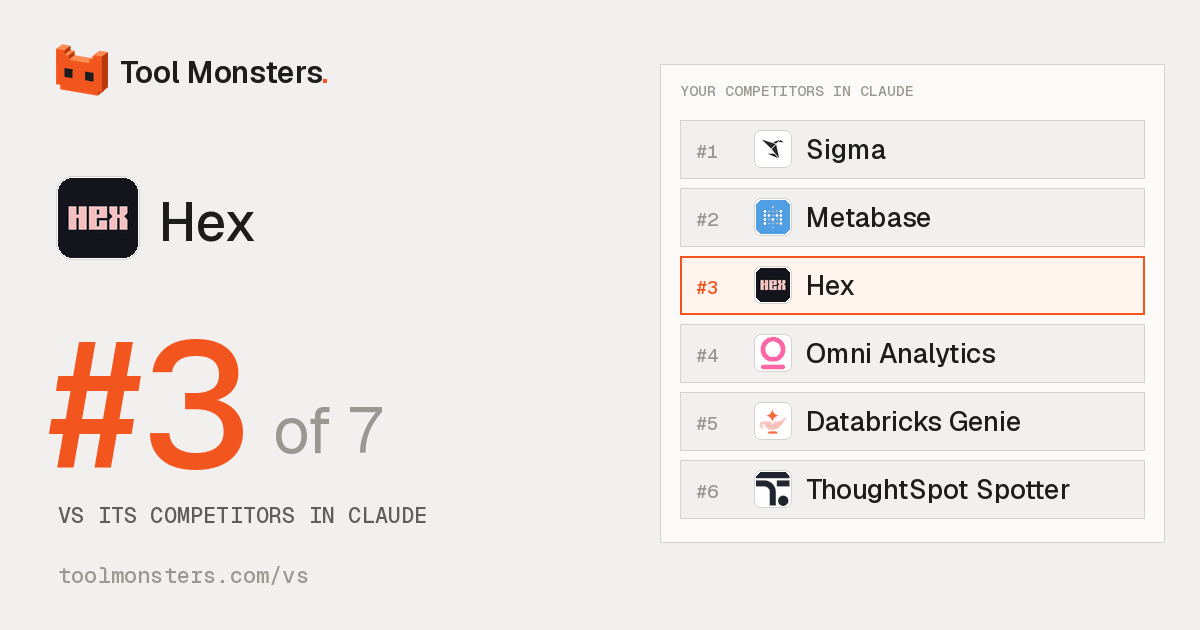 Tool Monsters.
HEX
Hex
#3 of 7
VS ITS COMPETITORS IN CLAUDE
toolmonsters.com/vs
YOUR COMPETITORS IN CLAUDE
#1 Sigma
#2 Metabase
#3 HEX Hex
#4 Omni Analytics
#5 Databricks Genie
#6 ThoughtSpot Spotter